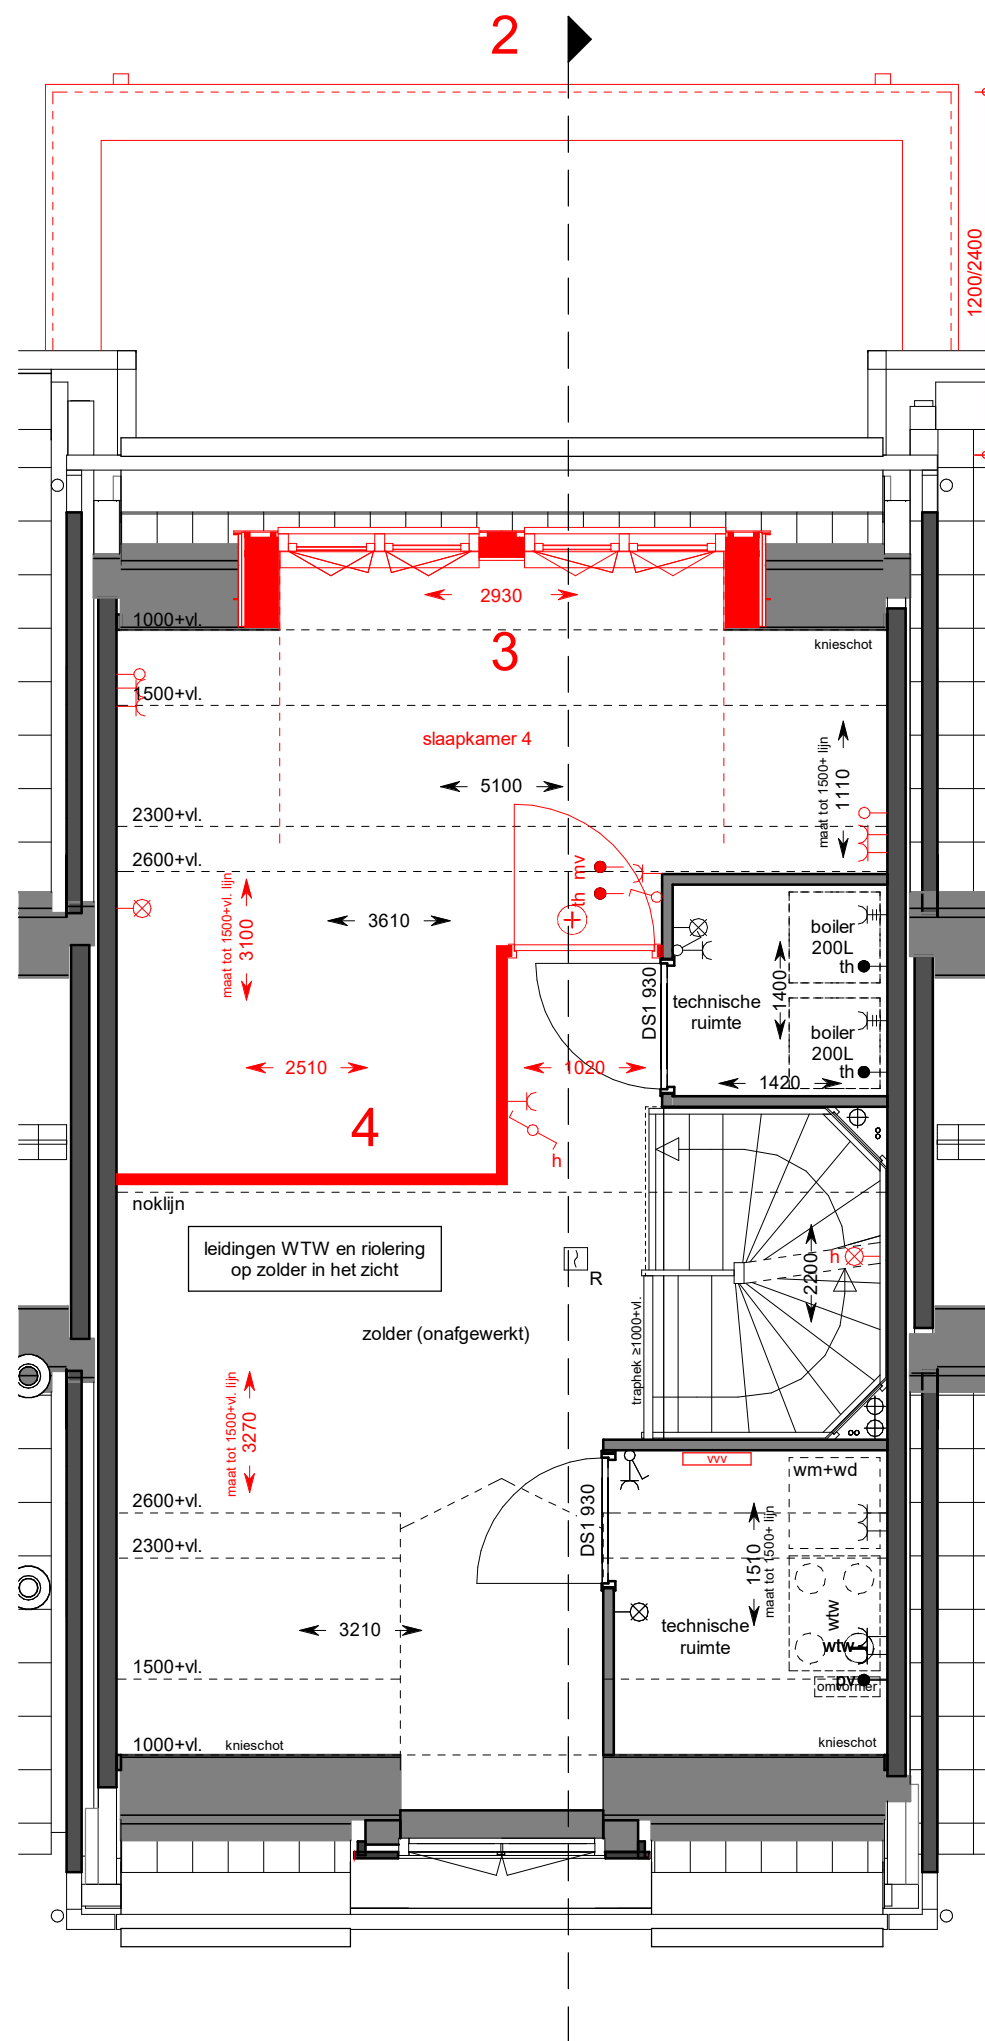 2
1200/2400
2930
1000+vl.
3
knieschot
1500+vl.
slaapkamer 4
maat tot 1500+ lijn
1110
5100
2300+vl.
2600+vl.
mv
th
maat tot 1500+vl. lijn
3100
3610
boiler
200L
th
DS1 930
technische
ruimte
1400
boiler
200L
th
2510
1020
1420
4
h
noklijn
leidingen WTW en riolering
op zolder in het zicht
R
h
2200
zolder (onafgewerkt)
traphek ≥1000+vl.
maat tot 1500+vl. lijn
3270
vvv
wm+wd
2600+vl.
DS1 930
1510
maat tot 1500+ lijn
2300+vl.
3210
technische
ruimte
wtw
wtw
1500+vl.
pv
omvormer
1000+vl.
knieschot
knieschot